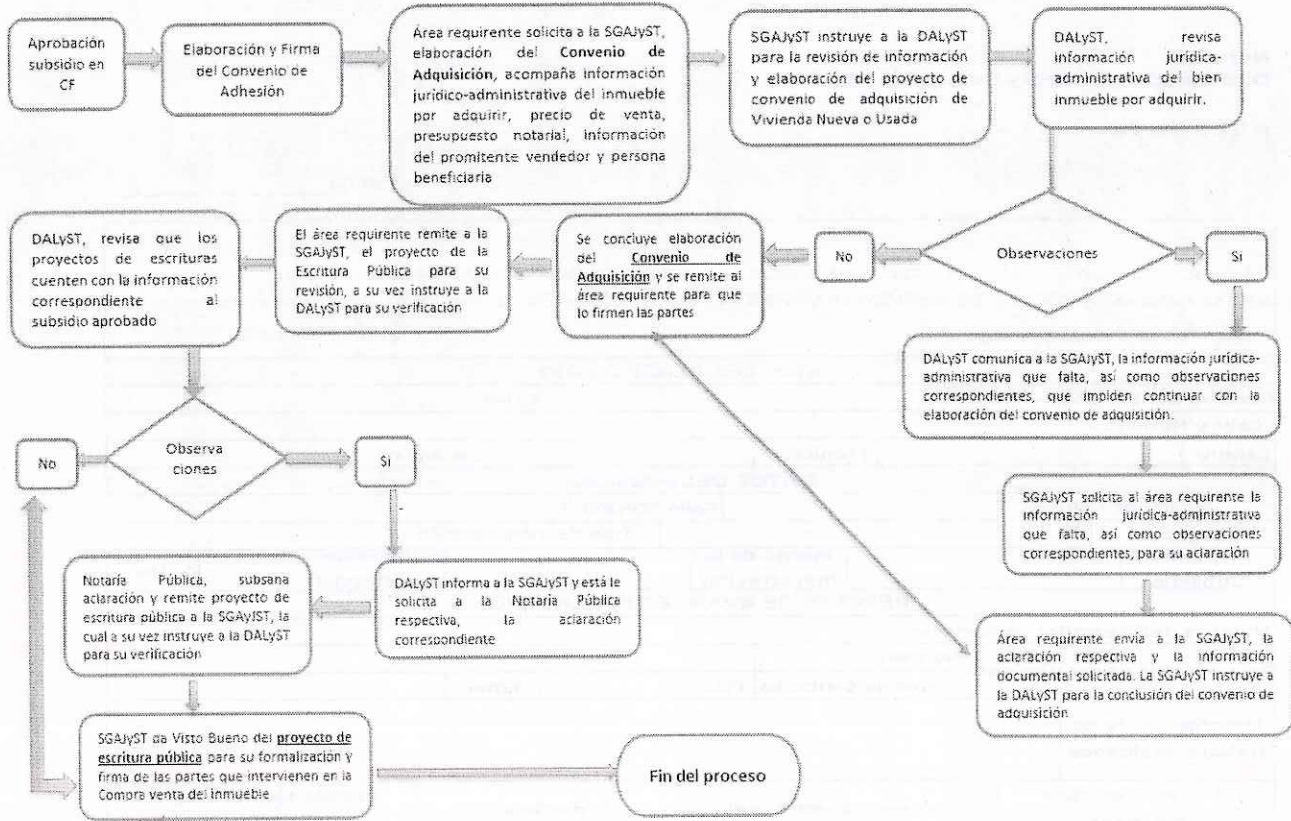 Aprobación
subsidio en
CF
Elaboración y Firma
del Convenio de
Adhesión
Área requirente solicita a la SGAJyST,
elaboración del Convenio de
Adquisición, acompaña información
jurídico-administrativa del inmueble
por adquirir, precio de venta,
presupuesto notarial, información
del promitente vendedor y persona
beneficiaria
SGAJyST instruye a la DALyST
para la revisión de información
y elaboración del proyecto de
convenio de adquisición de
Vivienda Nueva o Usada
DALyST, revisa
información jurídica-
administrativa del bien
inmueble por adquirir.
Observaciones
Si
No
Se concluye elaboración
del Convenio de
Adquisición y se remite al
área requirente para que
lo firmen las partes
El área requirente remite a la
SGAJyST, el proyecto de la
Escritura Pública para su
revisión, a su vez instruye a la
DALyST para su verificación
DALyST, revisa que los
proyectos de escrituras
cuenten con la información
correspondiente al
subsidio aprobado
DALyST comunica a la SGAJyST, la información jurídica-
administrativa que falta, así como observaciones
correspondientes, que impiden continuar con la
elaboración del convenio de adquisición.
SGAJyST solicita al área requirente la
información jurídica-administrativa
que falta, así como observaciones
correspondientes, para su aclaración
Área requirente envía a la SGAJyST, la
aclaración respectiva y la información
documental solicitada. La SGAJyST instruye a
la DALyST para la conclusión del convenio de
adquisición
No
Observa
ciones
Si
DALyST informa a la SGAJyST y está le
solicita a la Notaría Pública
respectiva, la aclaración
correspondiente
Notaría Pública, subsana
aclaración y remite proyecto de
escritura pública a la SGAyJST, la
cual a su vez instruye a la DALyST
para su verificación
SGAJyST da Visto Bueno del proyecto de
escritura pública para su formalización y
firma de las partes que intervienen en la
Compra venta del inmueble
Fin del proceso